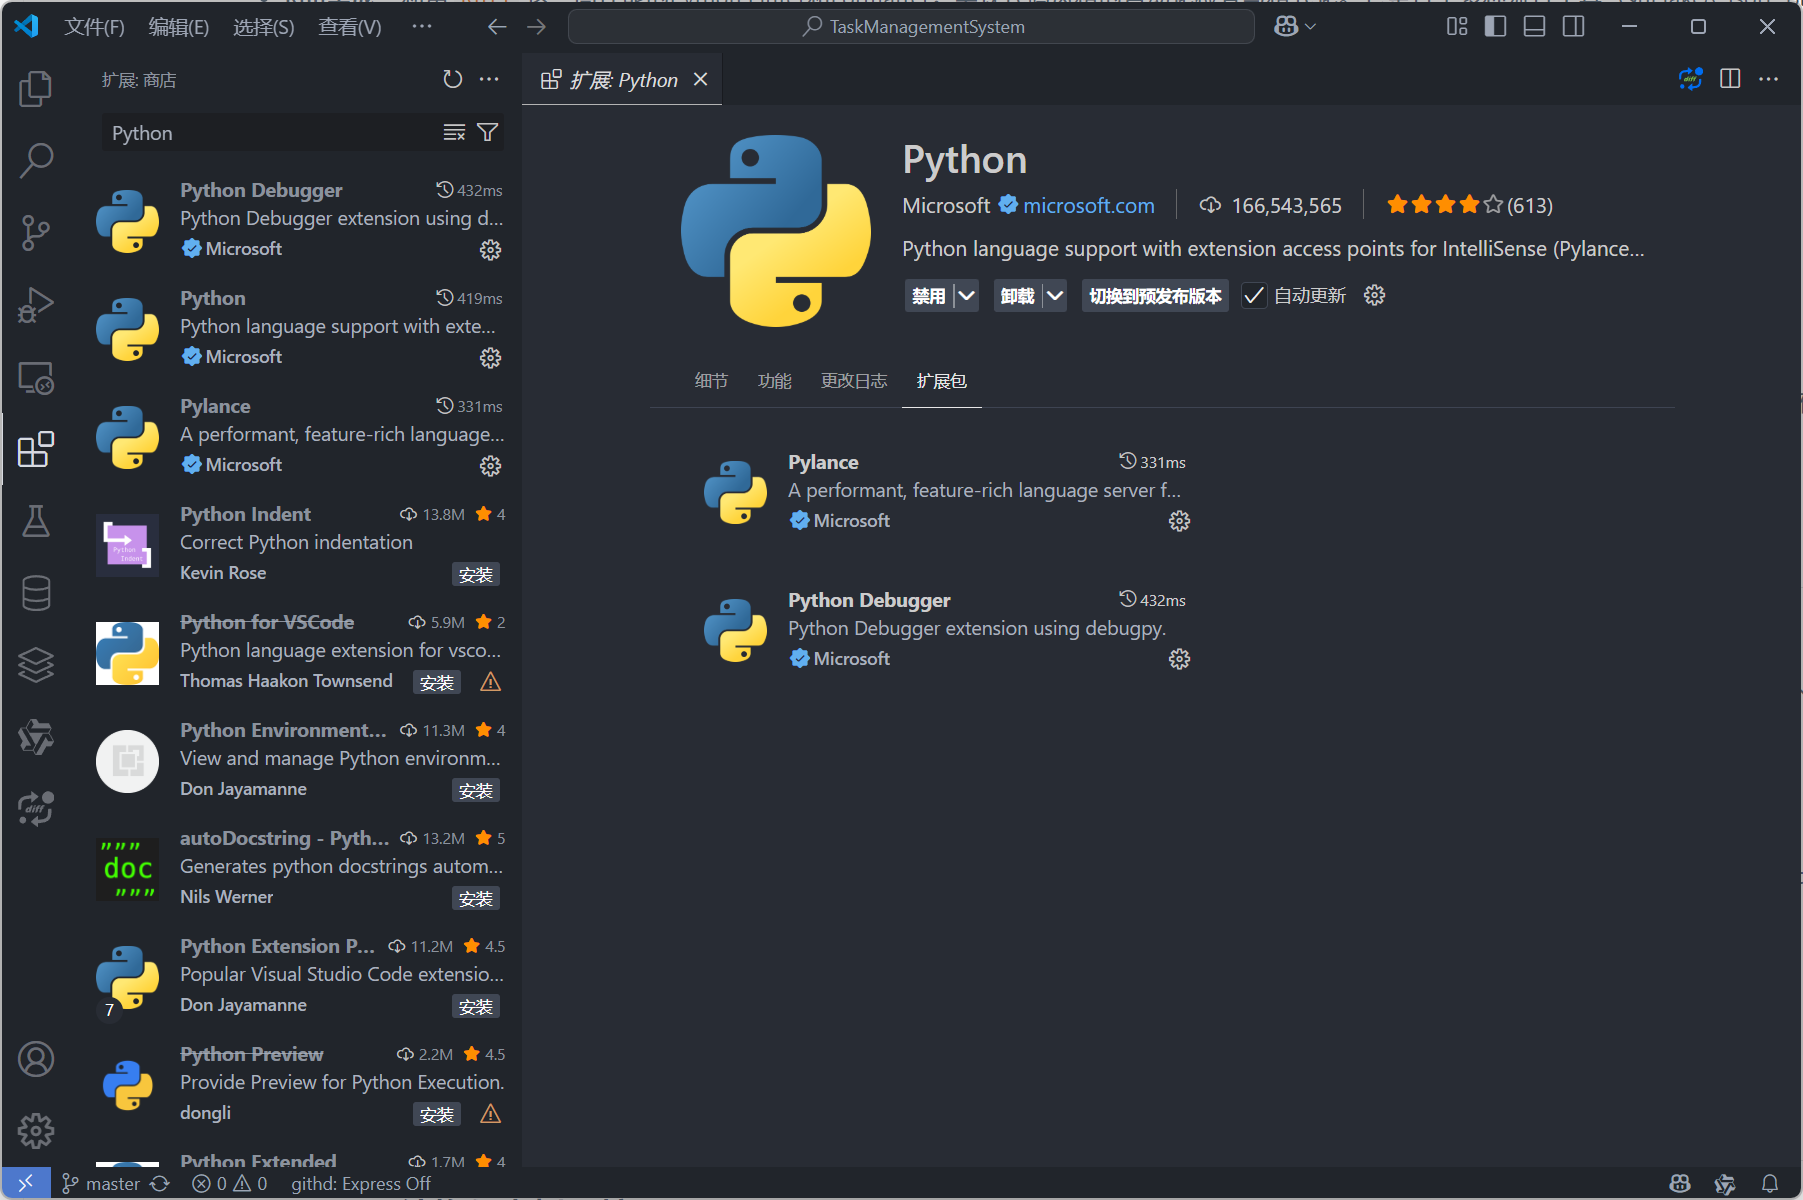 文件(F) 编辑(E) 选择(S) 查看(V) ··· TaskManagementSystem
扩展: 商店
扩展: Python
Python
Python Debugger 432ms
Python Debugger extension using d...
Microsoft
Python 419ms
Python language support with exte...
Microsoft
Pylance 331ms
A performant, feature-rich language...
Microsoft
Python Indent 13.8M 4
Correct Python indentation
Kevin Rose 安装
Python for VSCode 5.9M 2
Python language extension for vsco...
Thomas Haakon Townsend 安装
Python Environment... 11.3M 4
View and manage Python environm...
Don Jayamanne 安装
autoDocstring - Pyth... 13.2M 5
Generates python docstrings autom...
Nils Werner 安装
"""
doc
"""
Python Extension P... 11.2M 4.5
Popular Visual Studio Code extensio...
Don Jayamanne 安装
7
Python Preview 2.2M 4.5
Provide Preview for Python Execution.
dongli 安装
Python Extended 1.7M 4
Python
Microsoft microsoft.com 166,543,565 (613)
Python language support with extension access points for IntelliSense (Pylance...
禁用 卸载 切换到预发布版本 自动更新
细节 功能 更改日志 扩展包
Pylance 331ms
A performant, feature-rich language server f...
Microsoft
Python Debugger 432ms
Python Debugger extension using debugpy.
Microsoft
master 0 0 githd: Express Off